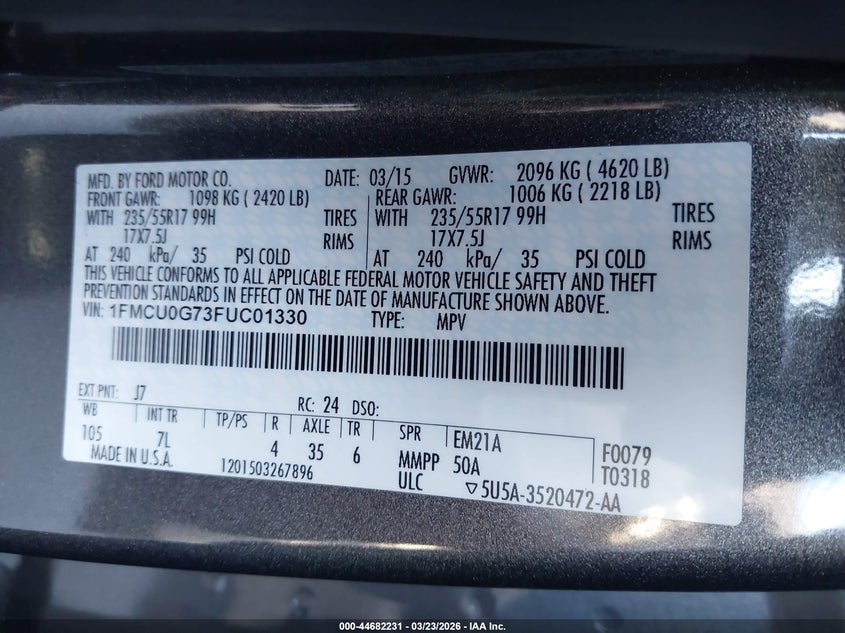 MFD. BY FORD MOTOR CO. DATE: 03/15 GVWR: 2096 KG ( 4620 LB)
FRONT GAWR: 1098 KG ( 2420 LB) REAR GAWR: 1006 KG ( 2218 LB)
WITH 235/55R17 99H TIRES WITH 235/55R17 99H TIRES
17X7.5J RIMS 17X7.5J RIMS
AT 240 kPa/ 35 PSI COLD AT 240 kPa/ 35 PSI COLD
THIS VEHICLE CONFORMS TO ALL APPLICABLE FEDERAL MOTOR VEHICLE SAFETY AND THEFT
PREVENTION STANDARDS IN EFFECT ON THE DATE OF MANUFACTURE SHOWN ABOVE.
VIN: 1FMCU0G73FUC01330 TYPE: MPV
EXT PNT: J7 RC: 24 DSO:
WB INT TR TP/PS R AXLE TR SPR EM21A F0079
105 7L 4 35 6 MMPP 50A T0318
MADE IN U.S.A. 1201503267896 ULC ▽5U5A-3520472-AA
000-44682231 - 03/23/2026 - IAA Inc.